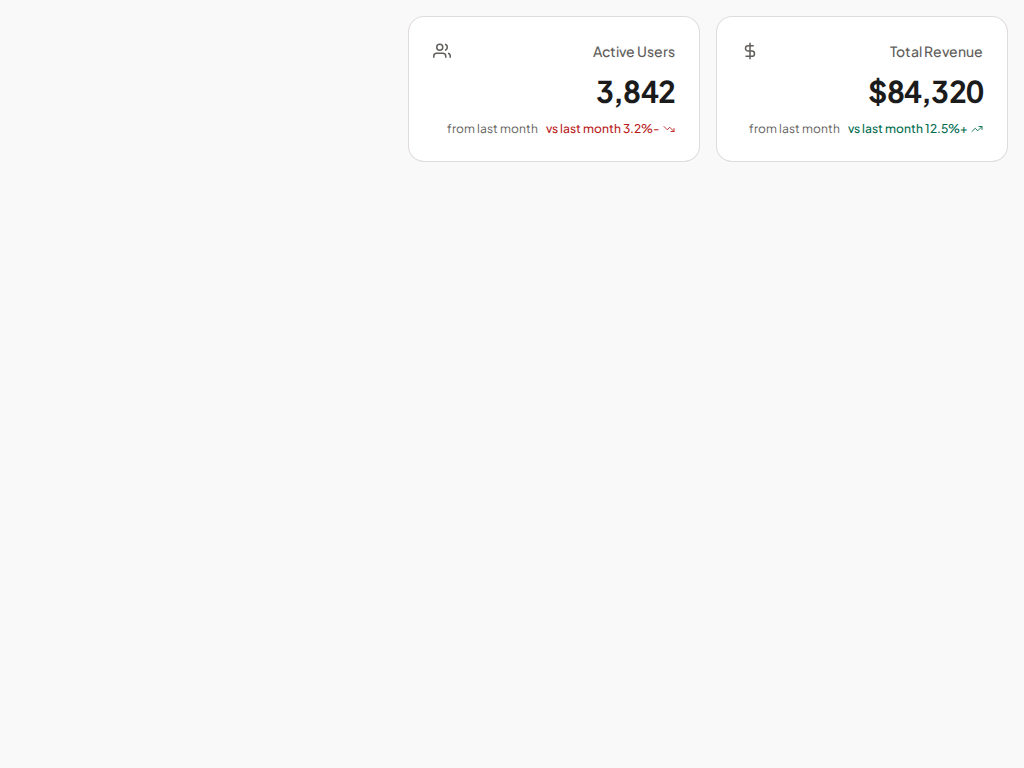 Active Users
3,842
from last month vs last month 3.2%-
Total Revenue
$84,320
from last month vs last month 12.5%+